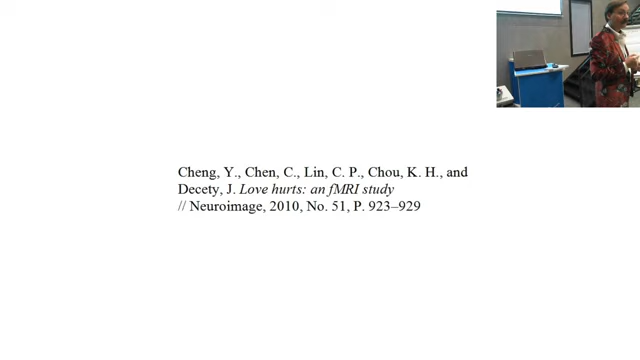 Cheng, Y., Chen, C., Lin, C. P., Chou, K. H., and
Decety, J. Love hurts: an fMRI study
// Neuroimage, 2010, No. 51, P. 923–929